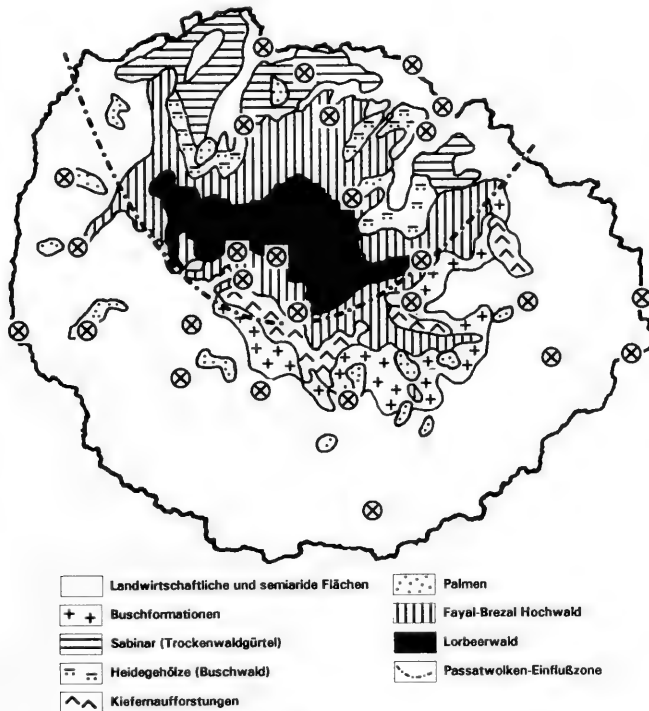 Landwirtschaftliche und semiaride Flächen
Buschformationen
Sabinar (Trockenwaldgürtel)
Heidegehölze (Buschwald)
Kiefernaufforstungen
Palmen
Fayal-Brezal Hochwald
Lorbeerwald
Passatwolken-Einflußzone